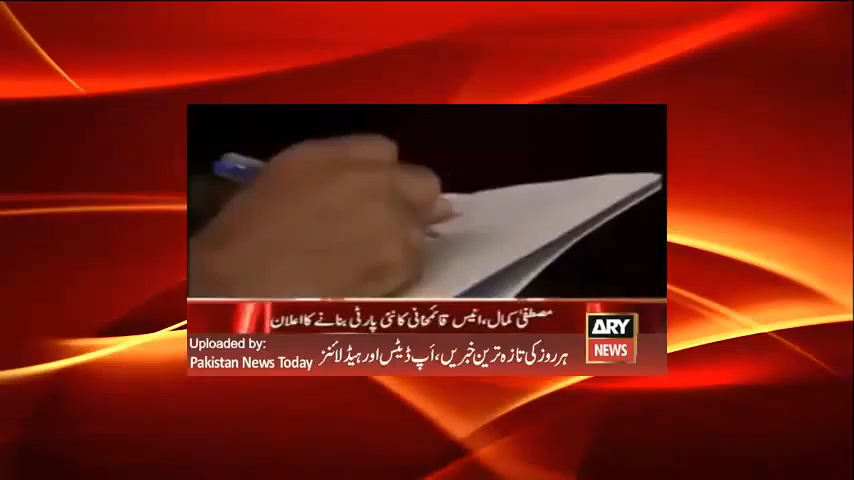 مصطفیٰ کمال، انیس قائمخانی کا نئی پارٹی بنانے کا اعلان
ARY
NEWS
Uploaded by:
Pakistan News Today
ہر روز کی تازہ ترین خبریں، اَپ ڈیٹس اور ہیڈ لائنز